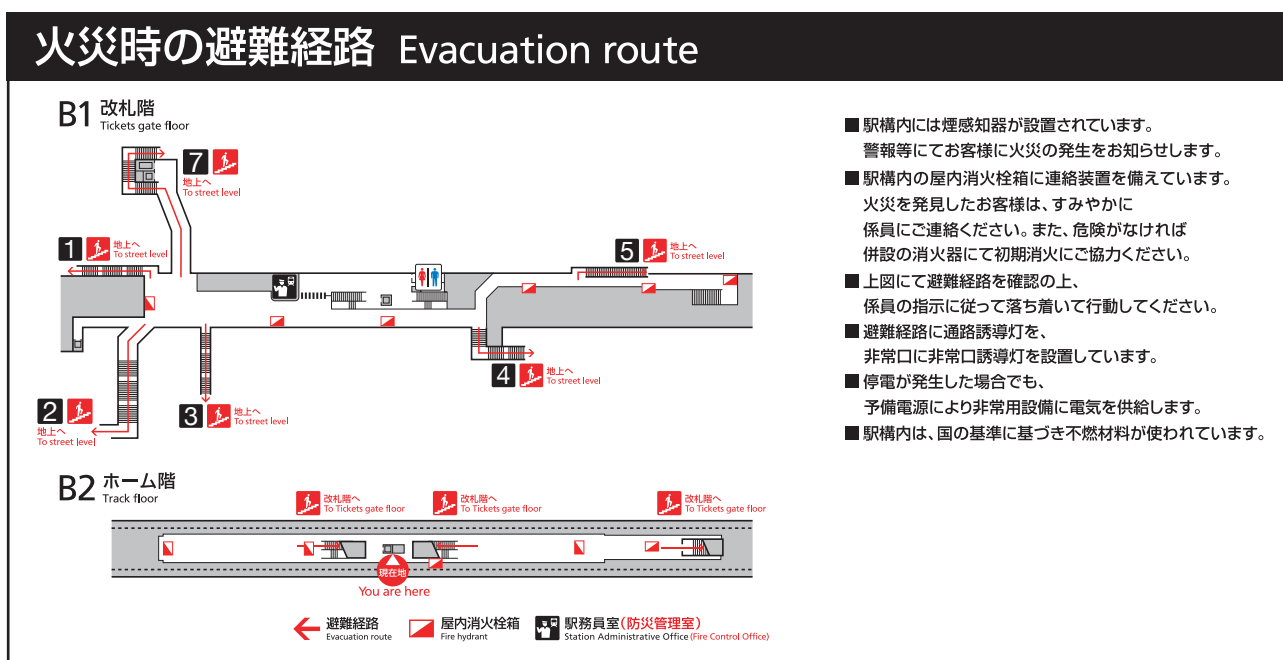 火災時の避難経路 Evacuation route
B1 改札階
Tickets gate floor
7
地上へ
To street level
1
地上へ
To street level
5
地上へ
To street level
4
地上へ
To street level
2
地上へ
To street level
3
地上へ
To street level
B2 ホーム階
Track floor
改札階へ
To Tickets gate floor
改札階へ
To Tickets gate floor
改札階へ
To Tickets gate floor
現在地
You are here
避難経路
Evacuation route
屋内消火栓箱
Fire hydrant
駅務員室(防災管理室)
Station Administrative Office (Fire Control Office)
■ 駅構内には煙感知器が設置されています。
警報等にてお客様に火災の発生をお知らせします。
■ 駅構内の屋内消火栓箱に連絡装置を備えています。
火災を発見したお客様は、すみやかに
係員にご連絡ください。また、危険がなければ
併設の消火器にて初期消火にご協力ください。
■ 上図にて避難経路を確認の上、
係員の指示に従って落ち着いて行動してください。
■ 避難経路に通路誘導灯を、
非常口に非常口誘導灯を設置しています。
■ 停電が発生した場合でも、
予備電源により非常用設備に電気を供給します。
■ 駅構内は、国の基準に基づき不燃材料が使われています。